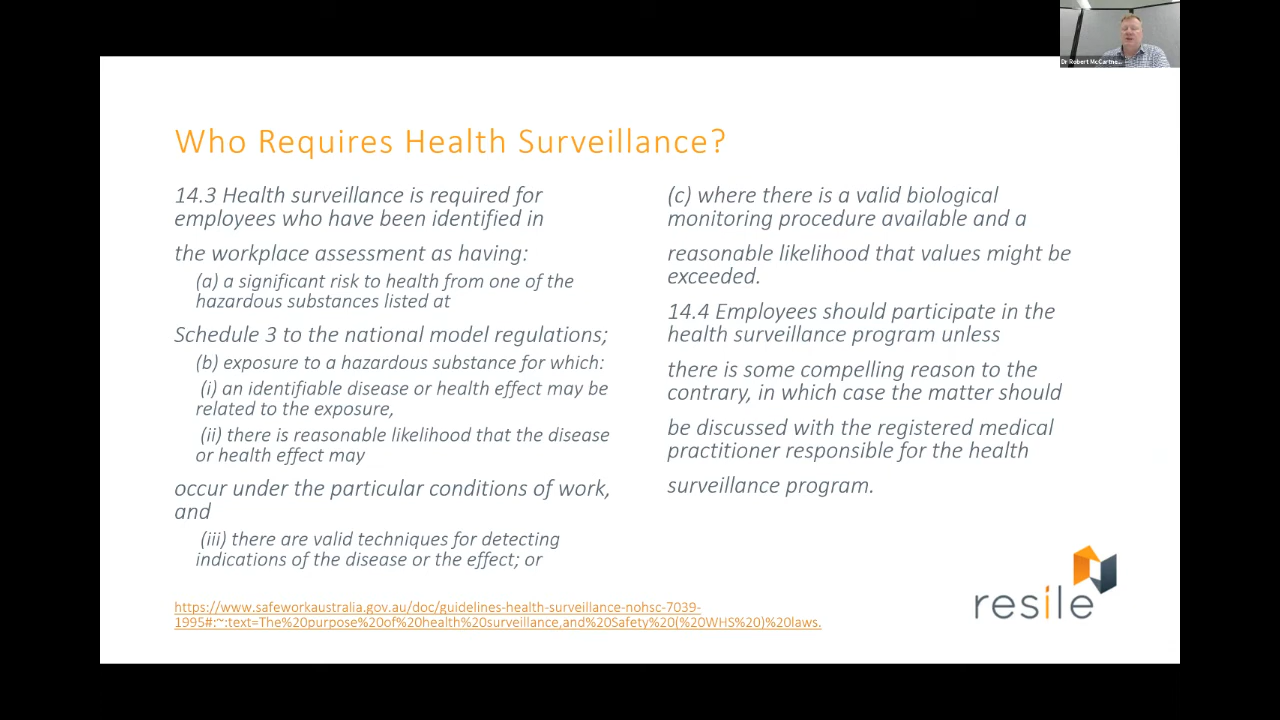 Dr Robert McCartne...
Who Requires Health Surveillance?
14.3 Health surveillance is required for
employees who have been identified in
the workplace assessment as having:
(a) a significant risk to health from one of the
hazardous substances listed at
Schedule 3 to the national model regulations;
(b) exposure to a hazardous substance for which:
(i) an identifiable disease or health effect may be
related to the exposure,
(ii) there is reasonable likelihood that the disease
or health effect may
occur under the particular conditions of work,
and
(iii) there are valid techniques for detecting
indications of the disease or the effect; or
(c) where there is a valid biological
monitoring procedure available and a
reasonable likelihood that values might be
exceeded.
14.4 Employees should participate in the
health surveillance program unless
there is some compelling reason to the
contrary, in which case the matter should
be discussed with the registered medical
practitioner responsible for the health
surveillance program.
https://www.safeworkaustralia.gov.au/doc/guidelines-health-surveillance-nohsc-7039-
1995#:~:text=The%20purpose%20of%20health%20surveillance,and%20Safety%20(%20WHS%20)%20laws.
resile